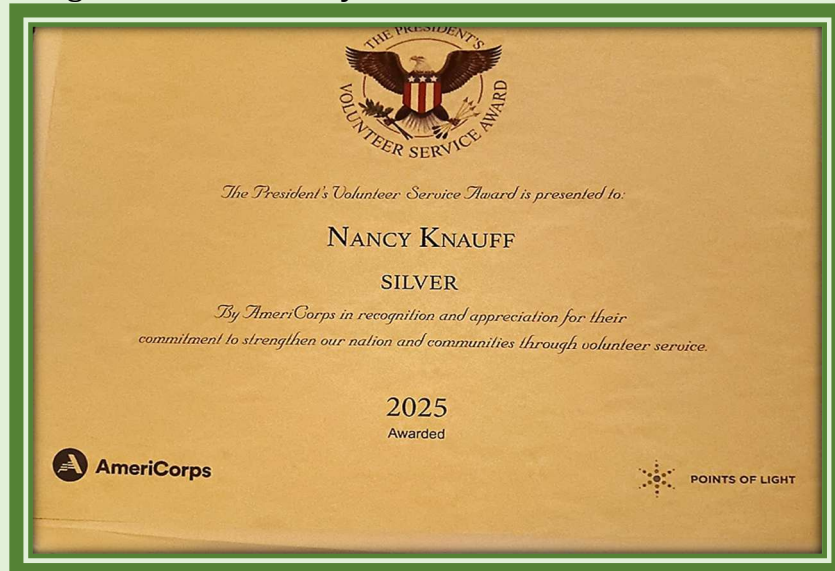 THE PRESIDENT'S
VOLUNTEER SERVICE AWARD
The President's Volunteer Service Award is presented to:
NANCY KNAUFF
SILVER
By AmeriCorps in recognition and appreciation for their
commitment to strengthen our nation and communities through volunteer service.
2025
Awarded
AmeriCorps
POINTS OF LIGHT